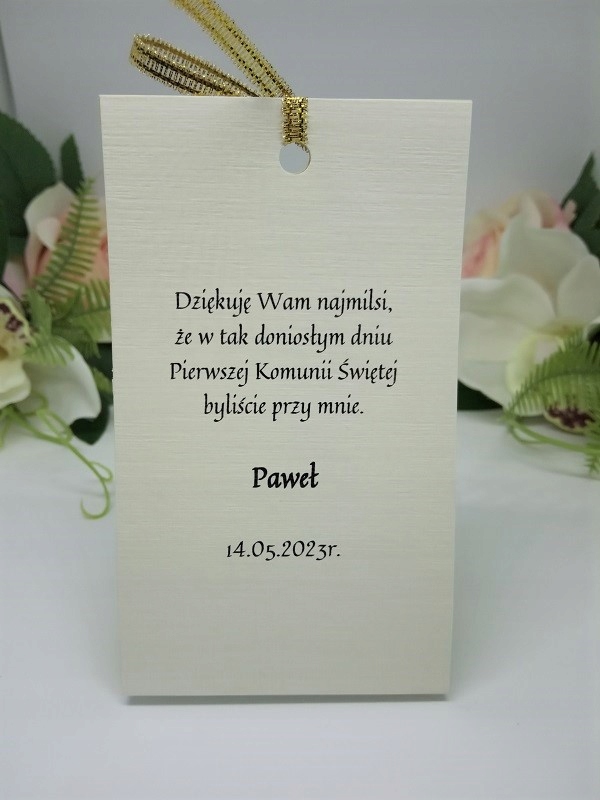 Dziękuję Wam najmilsi,
że w tak doniosłym dniu
Pierwszej Komunii Świętej
byliście przy mnie.
Paweł
14.05.2023r.